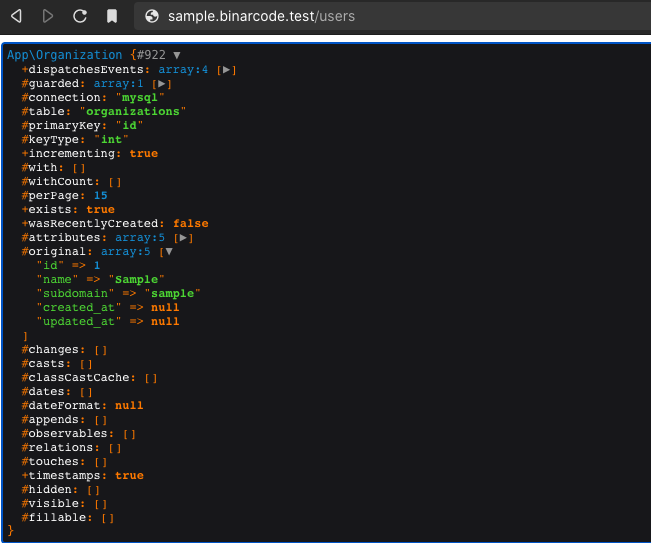 sample.binarcode.test/users
App\Organization {#922 ▼
+dispatchesEvents: array:4 [▶]
#guarded: array:1 [▶]
#connection: "mysql"
#table: "organizations"
#primaryKey: "id"
#keyType: "int"
+incrementing: true
#with: []
#withCount: []
#perPage: 15
+exists: true
+wasRecentlyCreated: false
#attributes: array:5 [▶]
#original: array:5 [▼
"id" => 1
"name" => "Sample"
"subdomain" => "sample"
"created_at" => null
"updated_at" => null
]
#changes: []
#casts: []
#classCastCache: []
#dates: []
#dateFormat: null
#appends: []
#observables: []
#relations: []
#touches: []
+timestamps: true
#hidden: []
#visible: []
#fillable: []
}